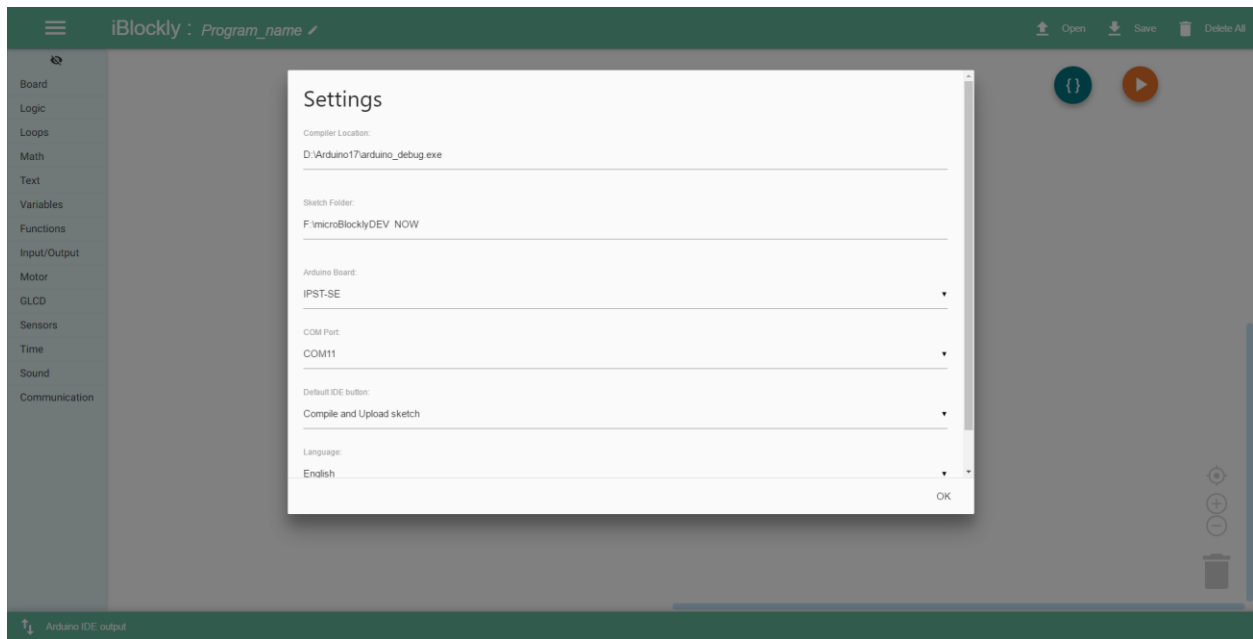 iBlockly : Program_name
Open
Save
Delete All
Board
Logic
Loops
Math
Text
Variables
Functions
Input/Output
Motor
GLCD
Sensors
Time
Sound
Communication
{ }
Settings
Compiler Location:
D:\Arduino17\arduino_debug.exe
Sketch Folder:
F:\microBlocklyDEV NOW
Arduino Board:
IPST-SE
COM Port:
COM11
Default IDE button:
Compile and Upload sketch
Language:
English
OK
Arduino IDE output